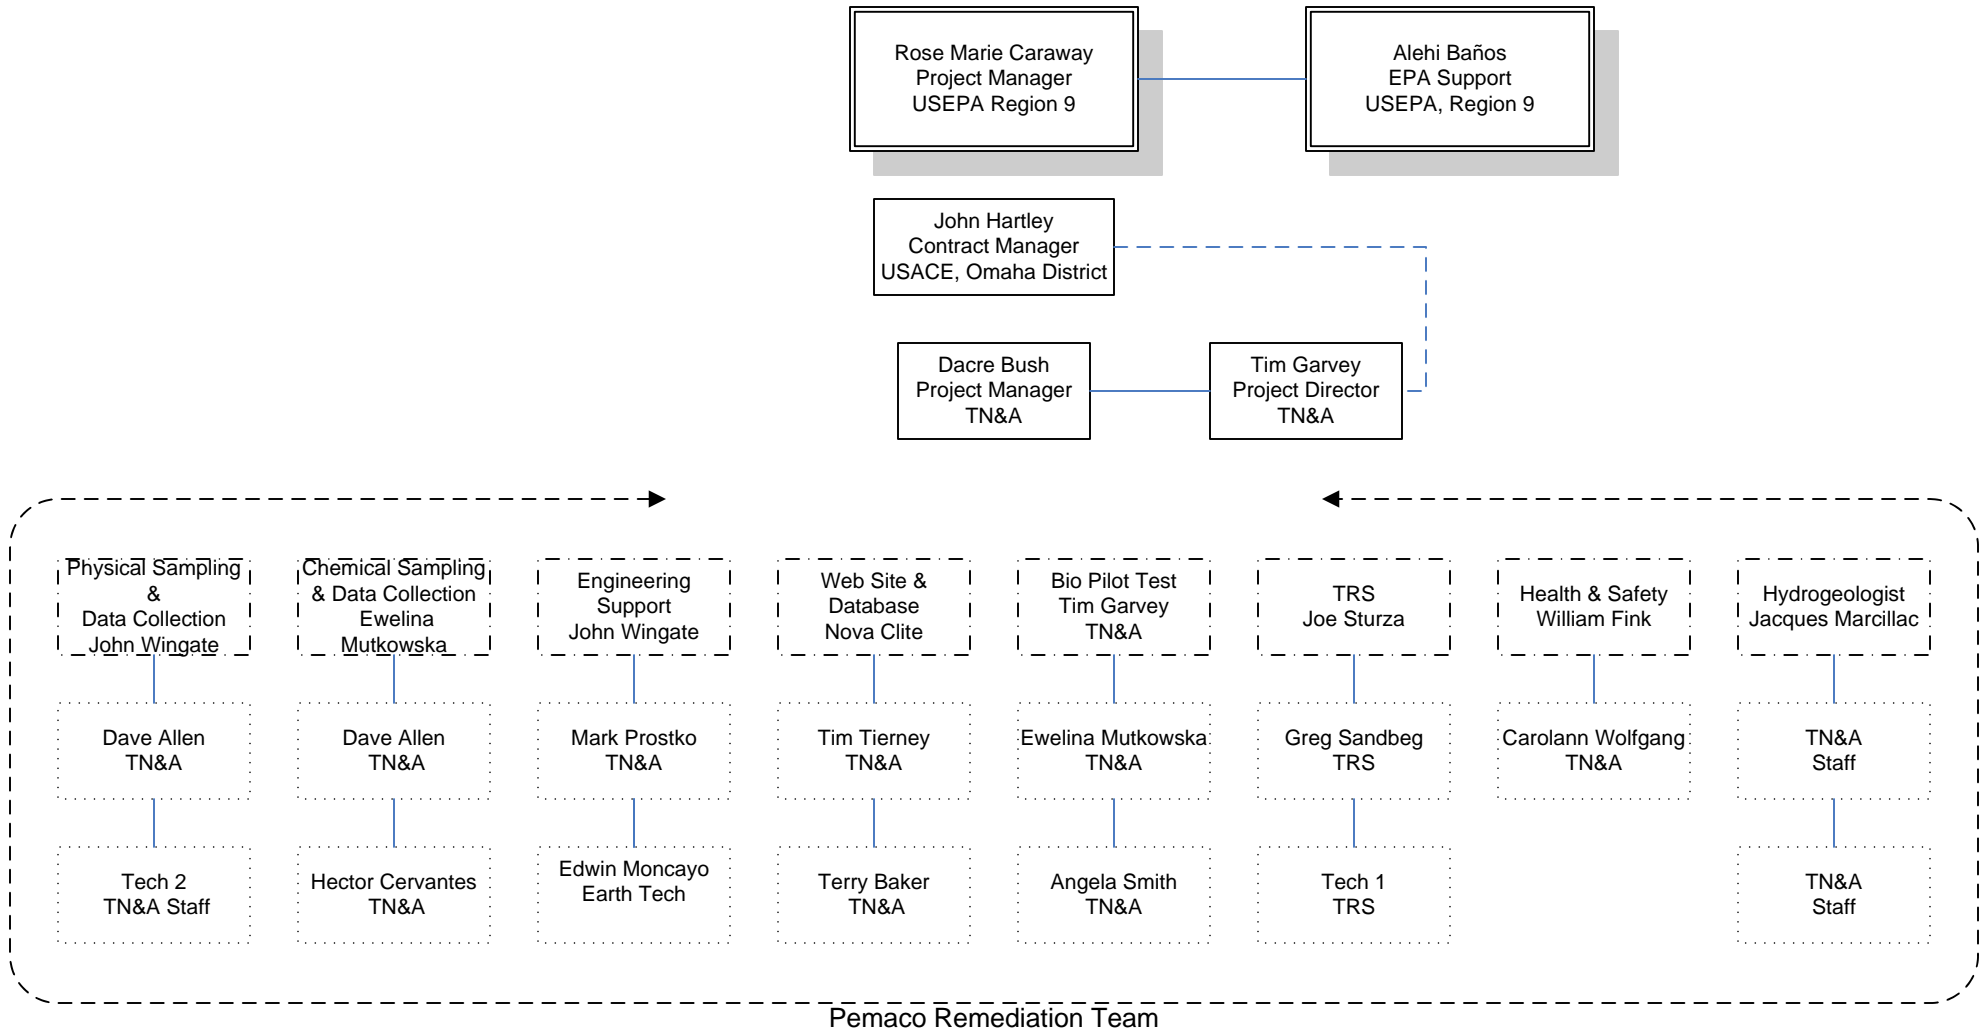 Rose Marie Caraway
Project Manager
USEPA Region 9
Alehi Baños
EPA Support
USEPA, Region 9
John Hartley
Contract Manager
USACE, Omaha District
Dacre Bush
Project Manager
TN&A
Tim Garvey
Project Director
TN&A
Physical Sampling
&
Data Collection
John Wingate
Chemical Sampling
& Data Collection
Ewelina
Mutkowska
Engineering
Support
John Wingate
Web Site &
Database
Nova Clite
Bio Pilot Test
Tim Garvey
TN&A
TRS
Joe Sturza
Health & Safety
William Fink
Hydrogeologist
Jacques Marcillac
Dave Allen
TN&A
Dave Allen
TN&A
Mark Prostko
TN&A
Tim Tierney
TN&A
Ewelina Mutkowska
TN&A
Greg Sandbeg
TRS
Carolann Wolfgang
TN&A
TN&A
Staff
Tech 2
TN&A Staff
Hector Cervantes
TN&A
Edwin Moncayo
Earth Tech
Terry Baker
TN&A
Angela Smith
TN&A
Tech 1
TRS
TN&A
Staff
Pemaco Remediation Team